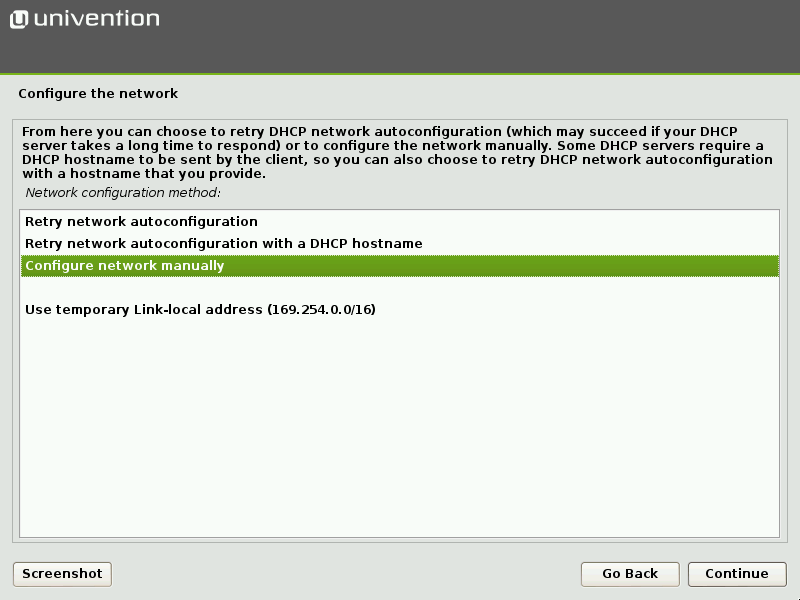 univention
Configure the network
From here you can choose to retry DHCP network autoconfiguration (which may succeed if your DHCP
server takes a long time to respond) or to configure the network manually. Some DHCP servers require a
DHCP hostname to be sent by the client, so you can also choose to retry DHCP network autoconfiguration
with a hostname that you provide.
Network configuration method:
Retry network autoconfiguration
Retry network autoconfiguration with a DHCP hostname
Configure network manually
Use temporary Link-local address (169.254.0.0/16)
Screenshot
Go Back
Continue